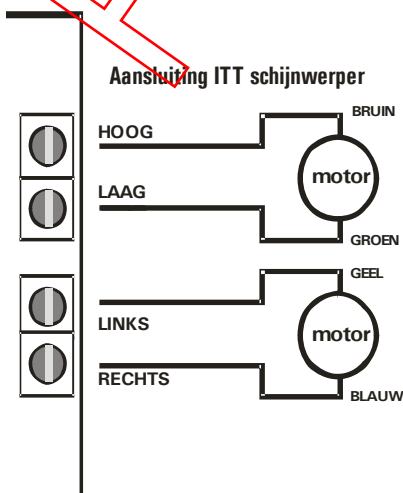 Aansluiting ITT schijnwerper
BRUIN
HOOG
motor
LAAG
GROEN
GEEL
LINKS
motor
RECHTS
BLAUW